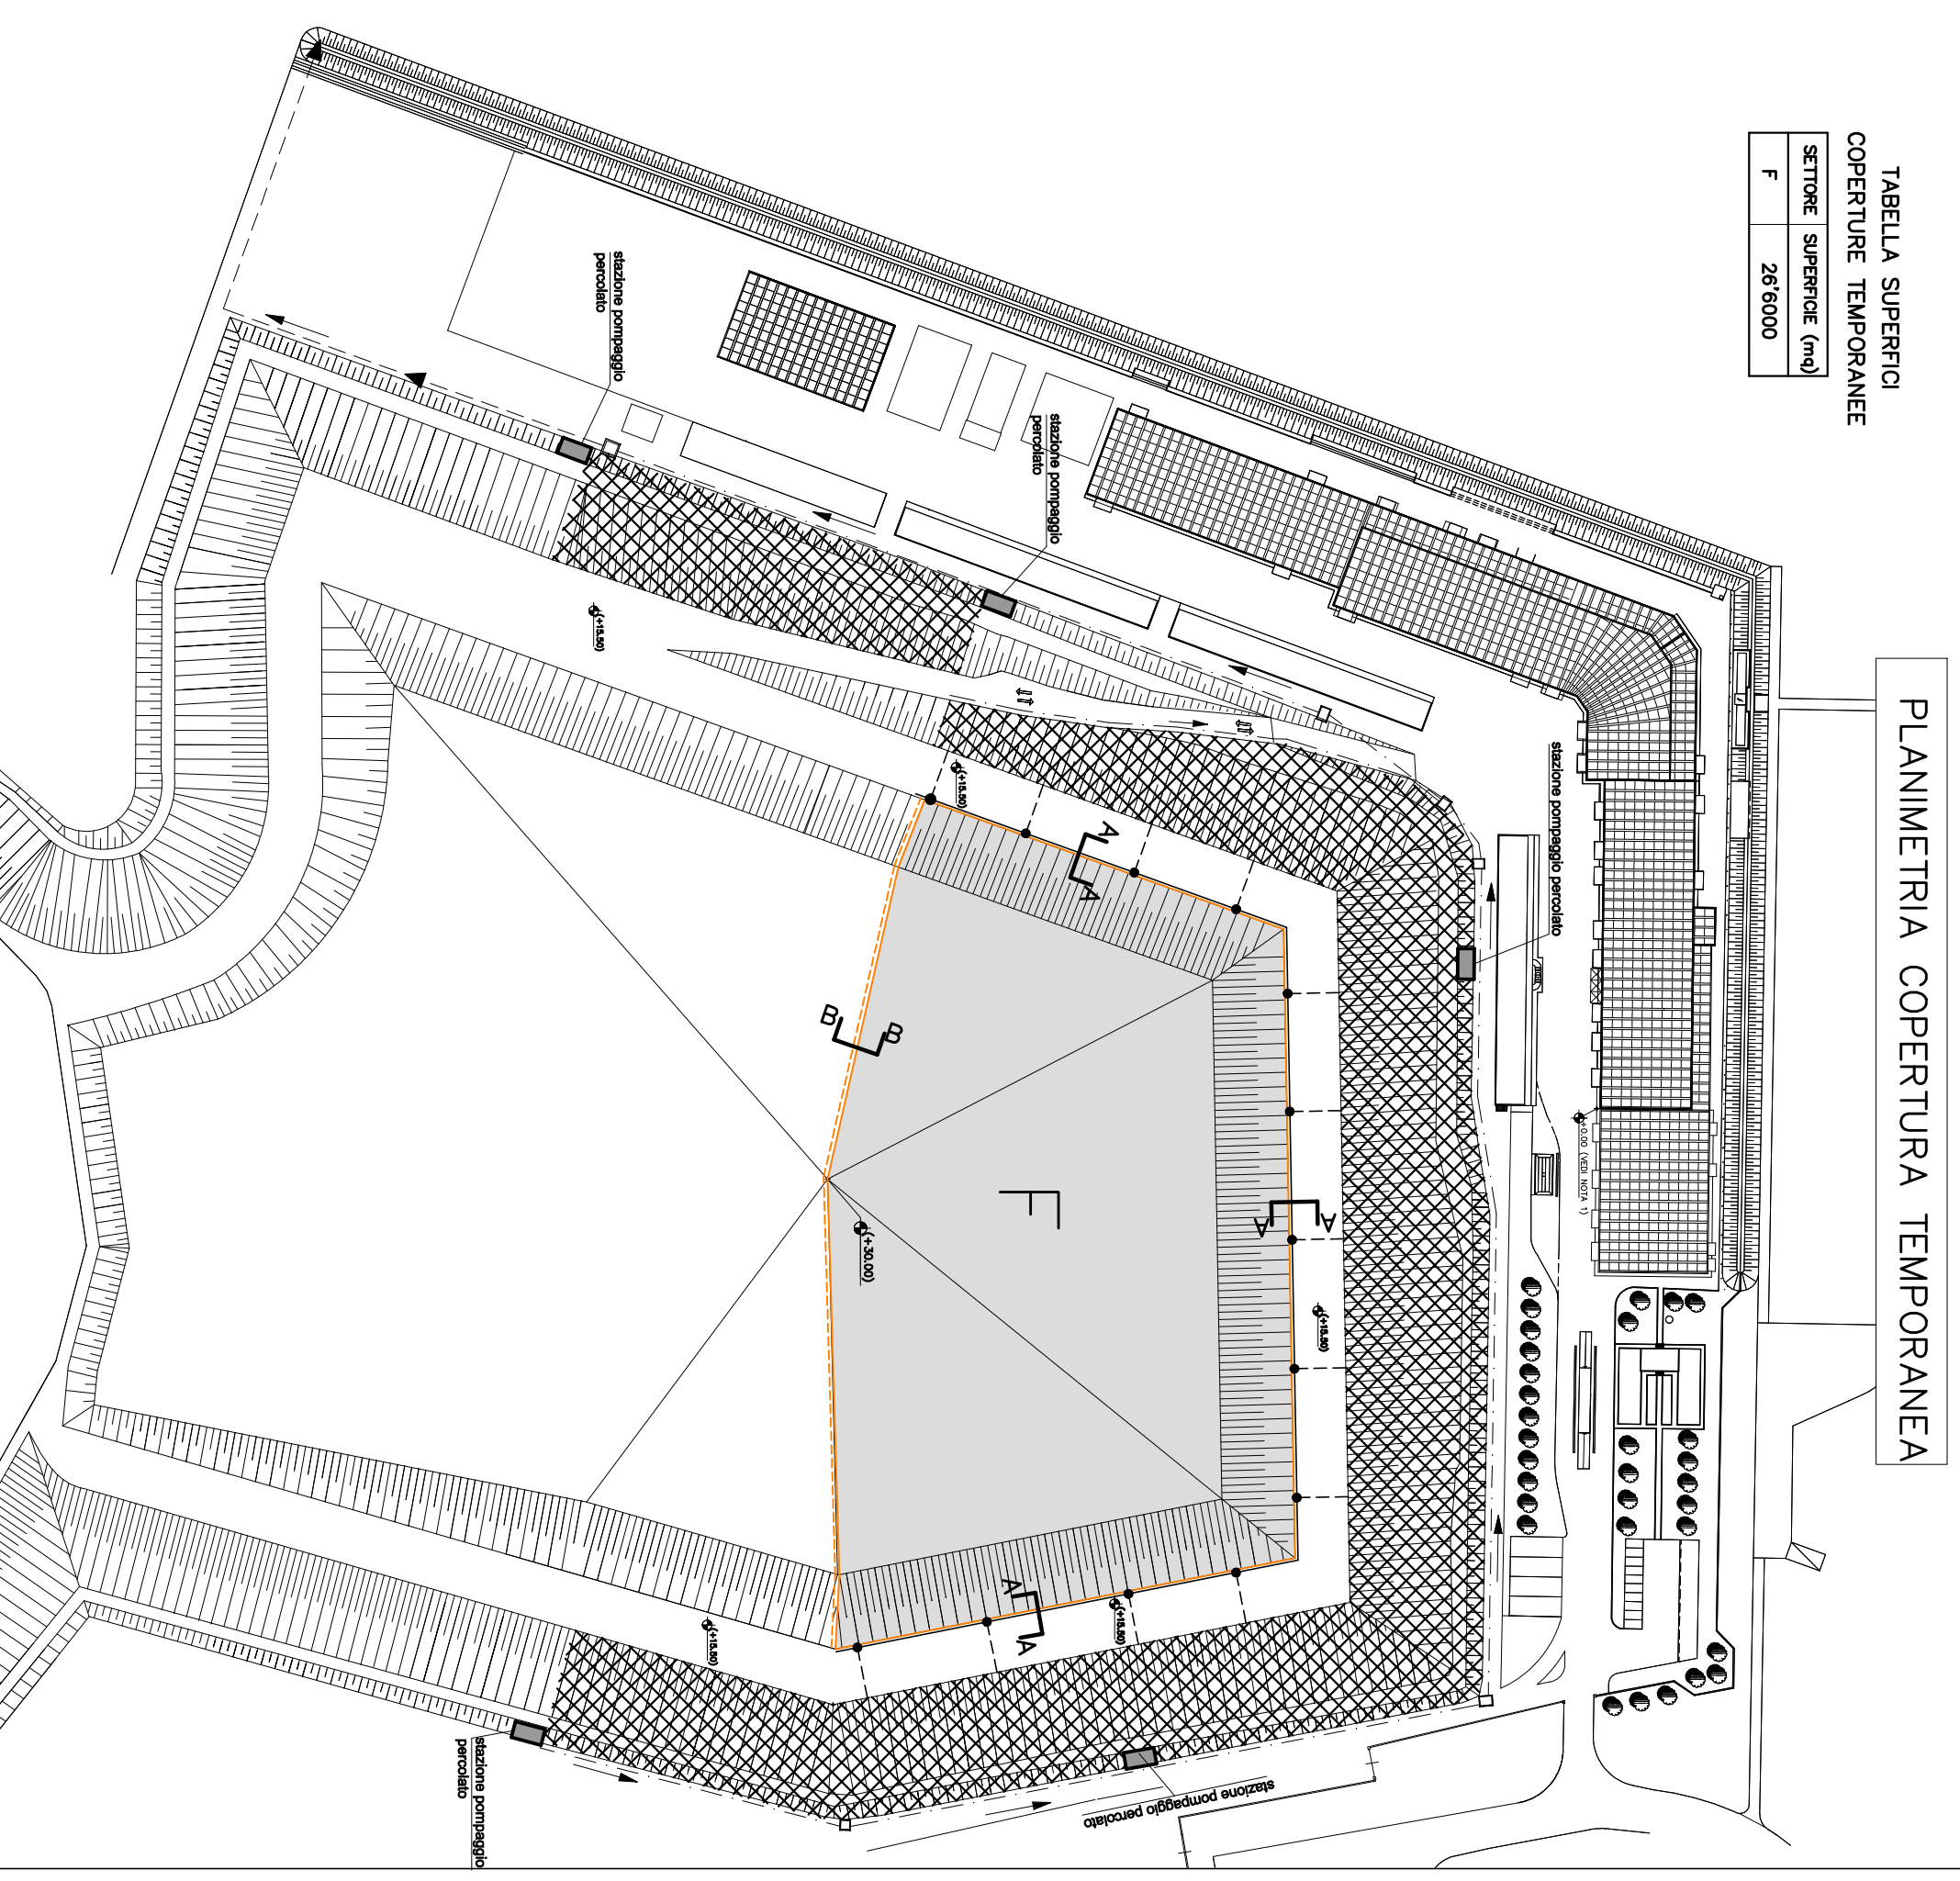 PLANIMETRIA COPERTURA TEMPORANEA
TABELLA SUPERFICI
COPERTURE TEMPORANEE
SETTORE SUPERFICIE (mq)
F 26'6000
stazione pompaggio
percolato
stazione pompaggio
percolato
stazione pompaggio percolato
+0.00 (VEDI NOTA 1)
(+15.50)
(+15.50)
A
A
B
B
F
(+30.00)
A
A
(+15.50)
A
A
(+15.50)
(+15.50)
stazione pompaggio
percolato
stazione pompaggio percolato